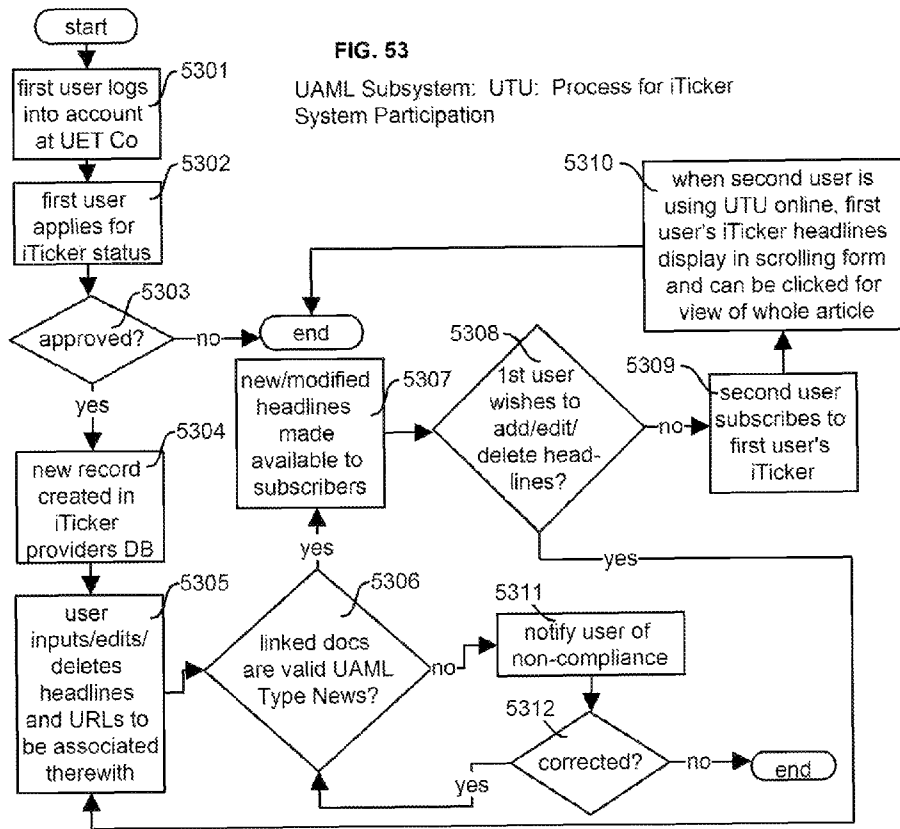 start
FIG. 53
UAML Subsystem: UTU: Process for iTicker
System Participation
5301
first user logs
into account
at UET Co
5302
first user
applies for
iTicker status
5303
approved?
no
end
yes
5304
new record
created in
iTicker
providers DB
5305
user
inputs/edits/
deletes
headlines
and URLs to
be associated
therewith
5306
linked docs
are valid UAML
Type News?
yes
5307
new/modified
headlines
made
available to
subscribers
5308
1st user
wishes to
add/edit/
delete head-
lines?
no
yes
5309
second user
subscribes to
first user's
iTicker
5310
when second user is
using UTU online, first
user's iTicker headlines
display in scrolling form
and can be clicked for
view of whole article
no
5311
notify user of
non-compliance
5312
corrected?
yes
no
end